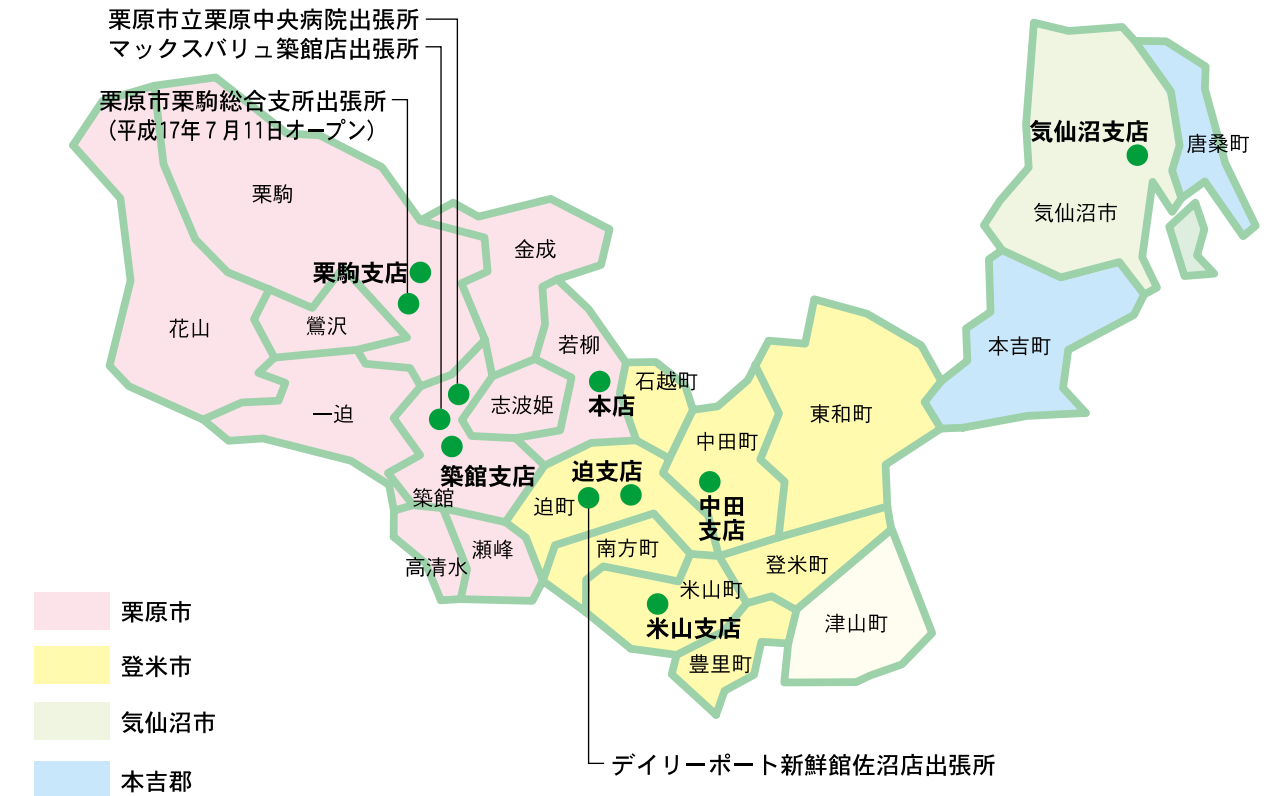 栗原市立栗原中央病院出張所
マックスバリュ築館店出張所
栗原市栗駒総合支所出張所
（平成17年７月11日オープン）
気仙沼支店
唐桑町
栗駒
気仙沼市
金成
栗駒支店
花山
鶯沢
若柳
本吉町
石越町
志波姫
本店
一迫
東和町
中田町
築館支店
迫支店
築館
迫町
中田
支店
瀬峰
南方町
高清水
登米町
米山町
栗原市
米山支店
津山町
登米市
豊里町
気仙沼市
デイリーポート新鮮館佐沼店出張所
本吉郡